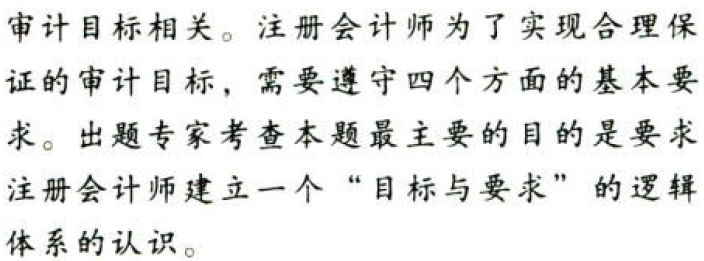 审计目标相关。注册会计师为了实现合理保
证的审计目标，需要遵守四个方面的基本要
求。出题专家考查本题最主要的目的是要求
注册会计师建立一个“目标与要求”的逻辑
体系的认识。